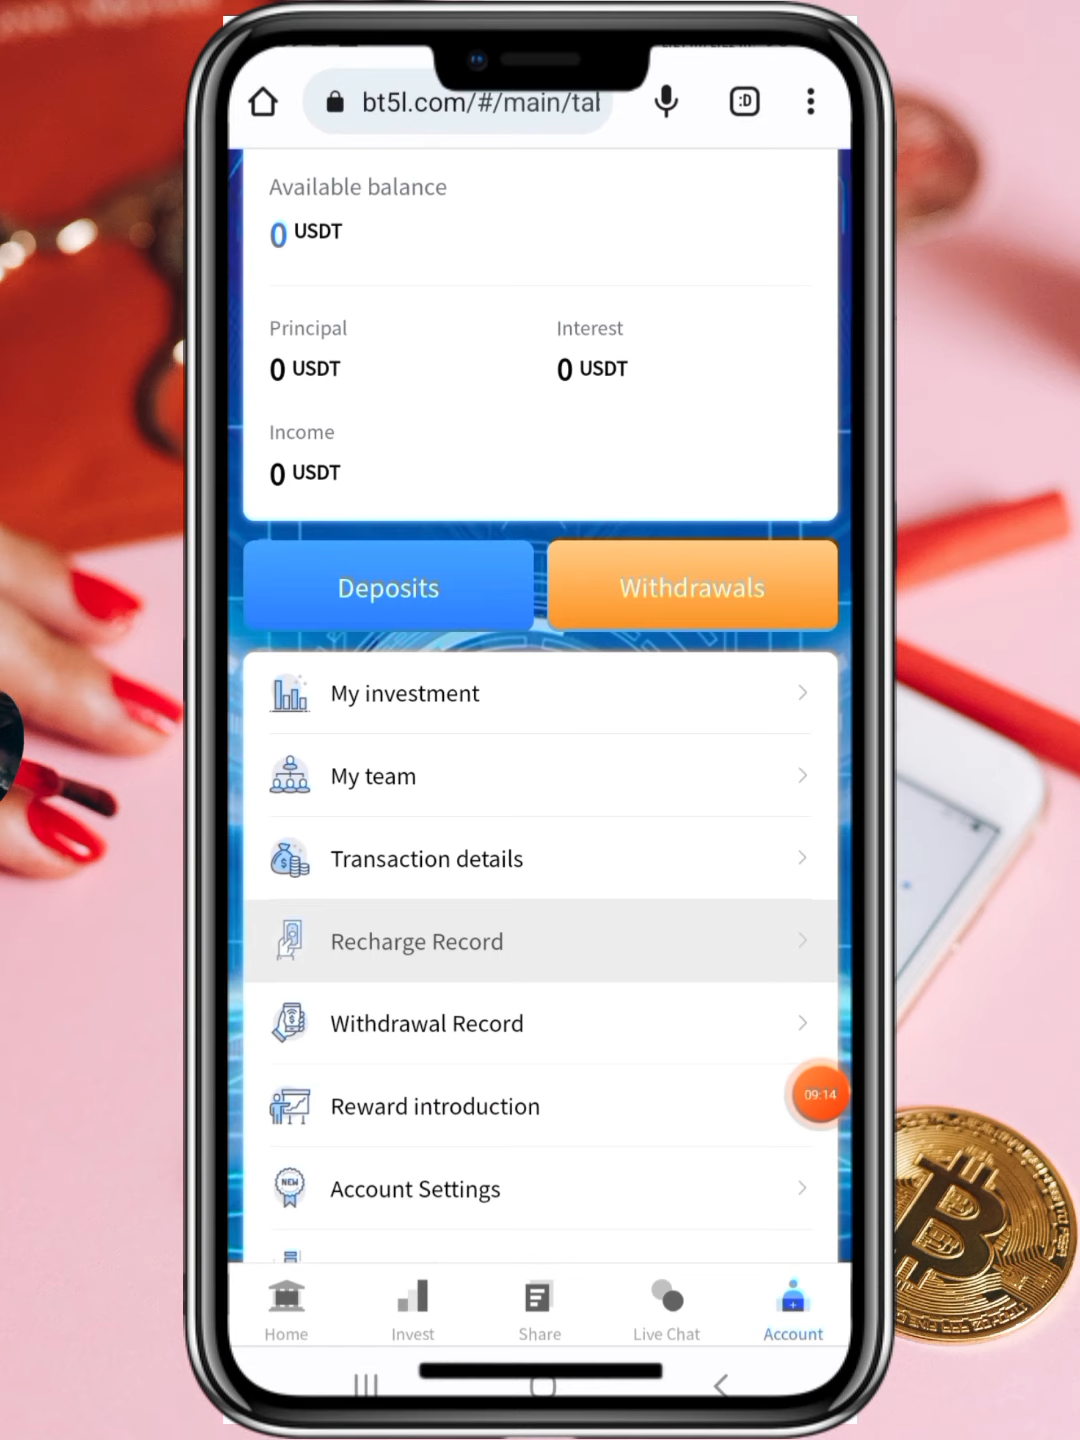 bt5l.com/#/main/tal
:D
Available balance
0 USDT
Principal
Interest
0 USDT
0 USDT
Income
0 USDT
Deposits
Withdrawals
My investment
My team
Transaction details
Recharge Record
Withdrawal Record
Reward introduction
09:14
NEW
Account Settings
Home
Invest
Share
Live Chat
Account